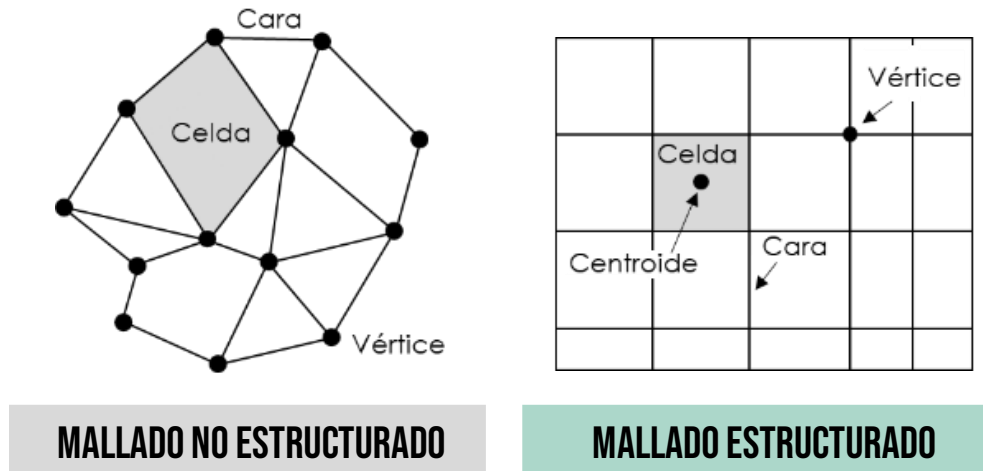 Cara
Celda
Vértice
MALLADO NO ESTRUCTURADO
Vértice
Celda
Centroide
Cara
MALLADO ESTRUCTURADO